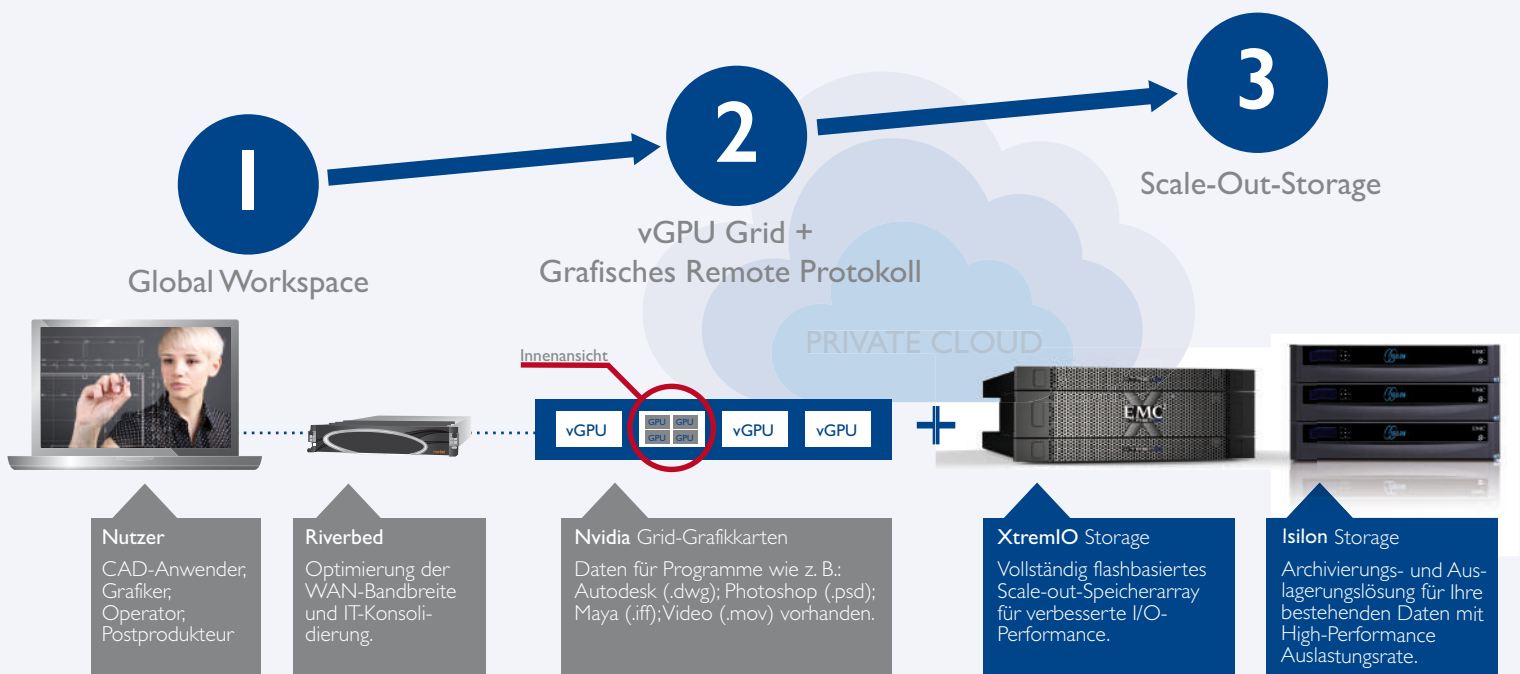 1
2
3
Global Workspace
vGPU Grid +
Grafisches Remote Protokoll
Scale-Out-Storage
PRIVATE CLOUD
Innenansicht
vGPU
GPU GPU
GPU GPU
vGPU
vGPU
EMC
EMC
EMC
EMC
Nutzer
CAD-Anwender,
Grafiker,
Operator,
Postprodukteur
Riverbed
Optimierung der
WAN-Bandbreite
und IT-Konsoli-
dierung.
Nvidia Grid-Grafikkarten
Daten für Programme wie z. B.:
Autodesk (.dwg); Photoshop (.psd);
Maya (.iff); Video (.mov) vorhanden.
XtremIO Storage
Vollständig flashbasiertes
Scale-out-Speicherarray
für verbesserte I/O-
Performance.
Isilon Storage
Archivierungs- und Aus-
lagerungslösung für Ihre
bestehenden Daten mit
High-Performance
Auslastungsrate.